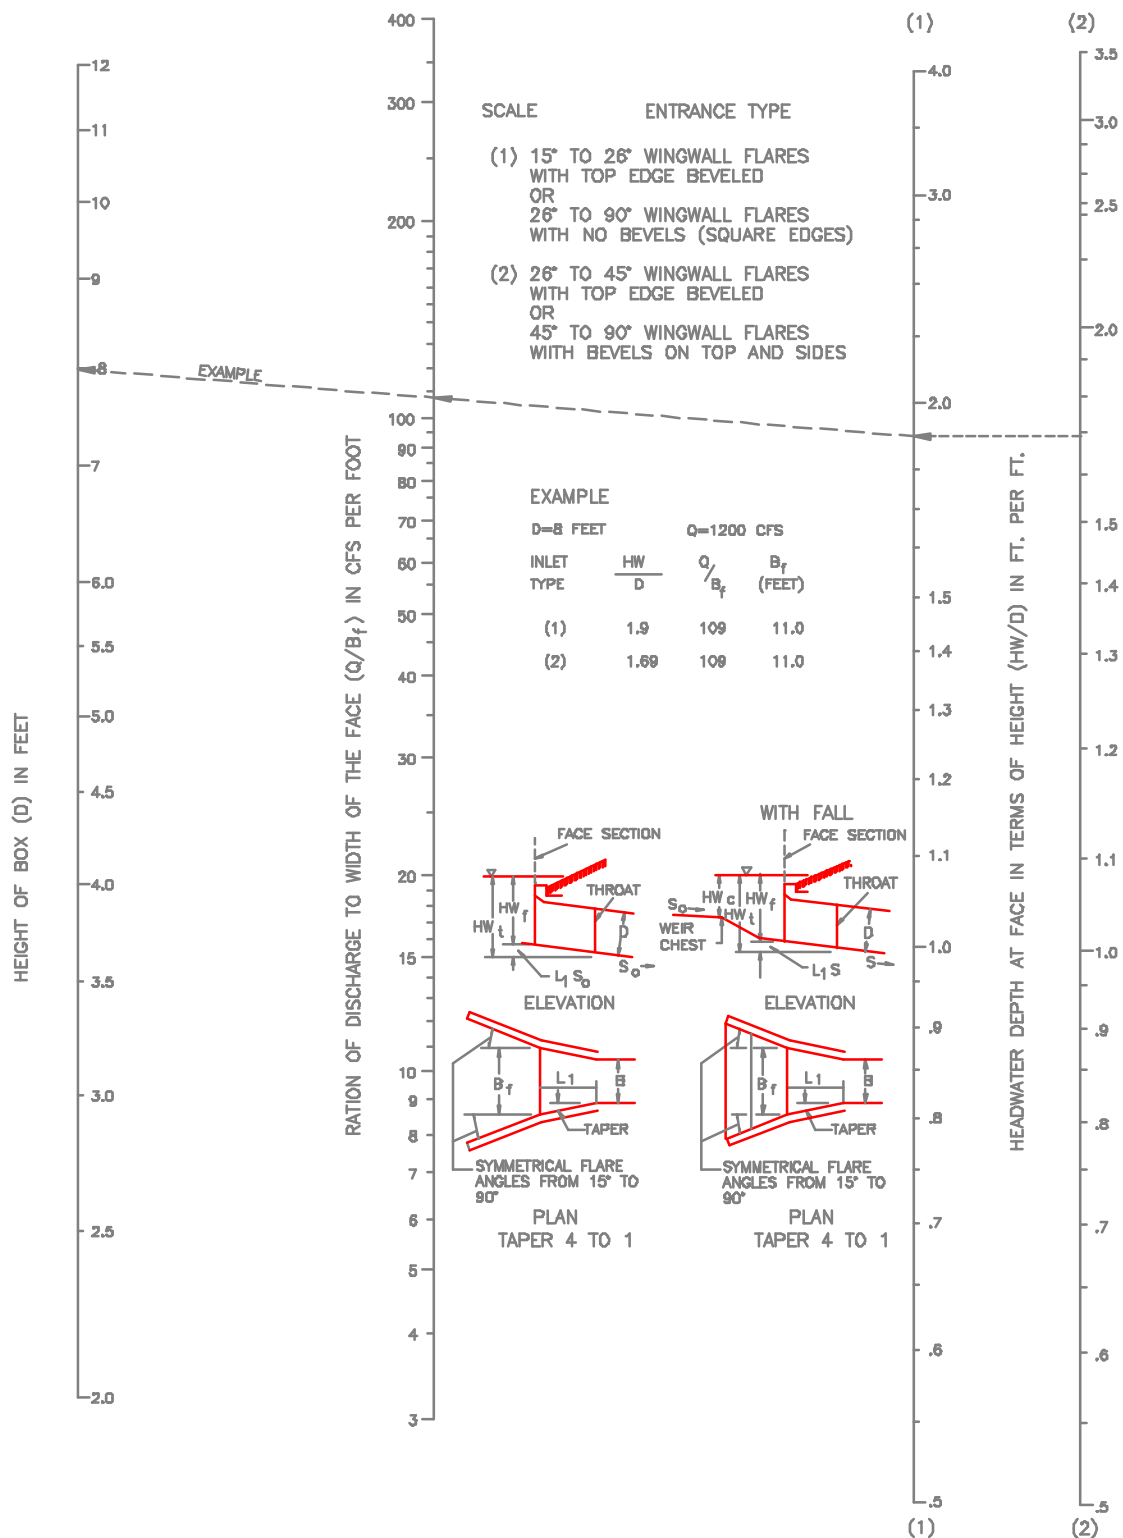 (1)
(2)
400
300
200
100
90
80
70
60
50
40
30
20
15
10
9
8
7
6
5
4
3
12
11
10
9
8
7
6.0
5.5
5.0
4.5
4.0
3.5
3.0
2.5
2.0
HEIGHT OF BOX (D) IN FEET
RATION OF DISCHARGE TO WIDTH OF THE FACE (Q/Bf) IN CFS PER FOOT
EXAMPLE
SCALE ENTRANCE TYPE
(1) 15° TO 26° WINGWALL FLARES
WITH TOP EDGE BEVELED
OR
26° TO 90° WINGWALL FLARES
WITH NO BEVELS (SQUARE EDGES)
(2) 26° TO 45° WINGWALL FLARES
WITH TOP EDGE BEVELED
OR
45° TO 90° WINGWALL FLARES
WIITH BEVELS ON TOP AND SIDES
EXAMPLE
D=8 FEET Q=1200 CFS
INLET HW Q Bf
TYPE D / Bf (FEET)
(1) 1.9 109 11.0
(2) 1.69 109 11.0
FACE SECTION
THROAT
HWf
HWt
D
So
L1 So
ELEVATION
WITH FALL
FACE SECTION
THROAT
So
HWc
HWf
HWt
WEIR
CHEST
D
L1 S
S
ELEVATION
Bf
L1
B
TAPER
SYMMETRICAL FLARE
ANGLES FROM 15° TO
90°
PLAN
TAPER 4 TO 1
Bf
L1
B
TAPER
SYMMETRICAL FLARE
ANGLES FROM 15° TO
90°
PLAN
TAPER 4 TO 1
4.0
3.0
2.0
1.5
1.4
1.3
1.2
1.1
1.0
.9
.8
.7
.6
.5
HEADWATER DEPTH AT FACE IN TERMS OF HEIGHT (HW/D) IN FT. PER FT.
3.5
3.0
2.5
2.0
1.5
1.4
1.3
1.2
1.1
1.0
.9
.8
.7
.6
.5
(1)
(2)